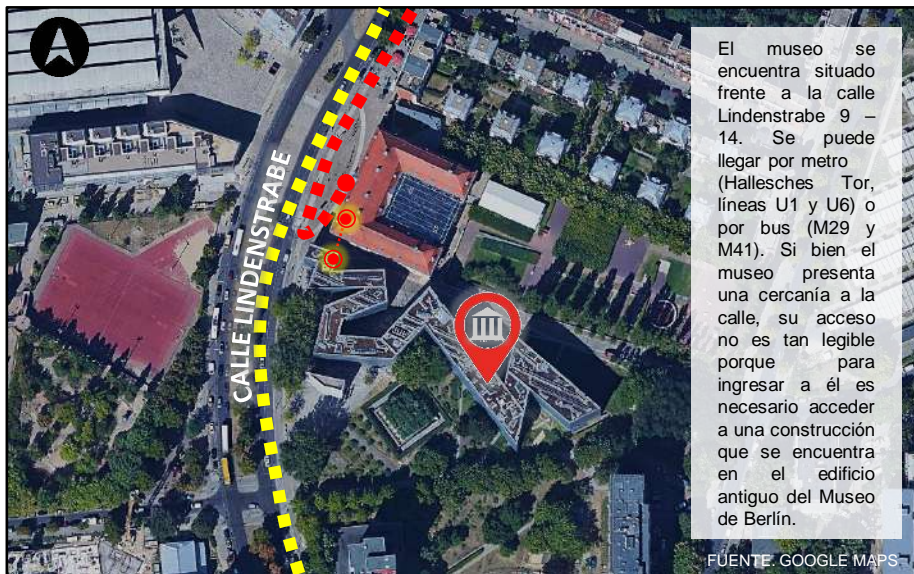 El museo se
encuentra situado
frente a la calle
Lindenstrabe 9 –
14. Se puede
llegar por metro
(Hallesches Tor,
líneas U1 y U6) o
por bus (M29 y
M41). Si bien el
museo presenta
una cercanía a la
calle, su acceso
no es tan legible
porque para
ingresar a él es
necesario acceder
a una construcción
que se encuentra
en el edificio
antiguo del Museo
de Berlín.
CALLE LINDENSTRABE
FUENTE. GOOGLE MAPS